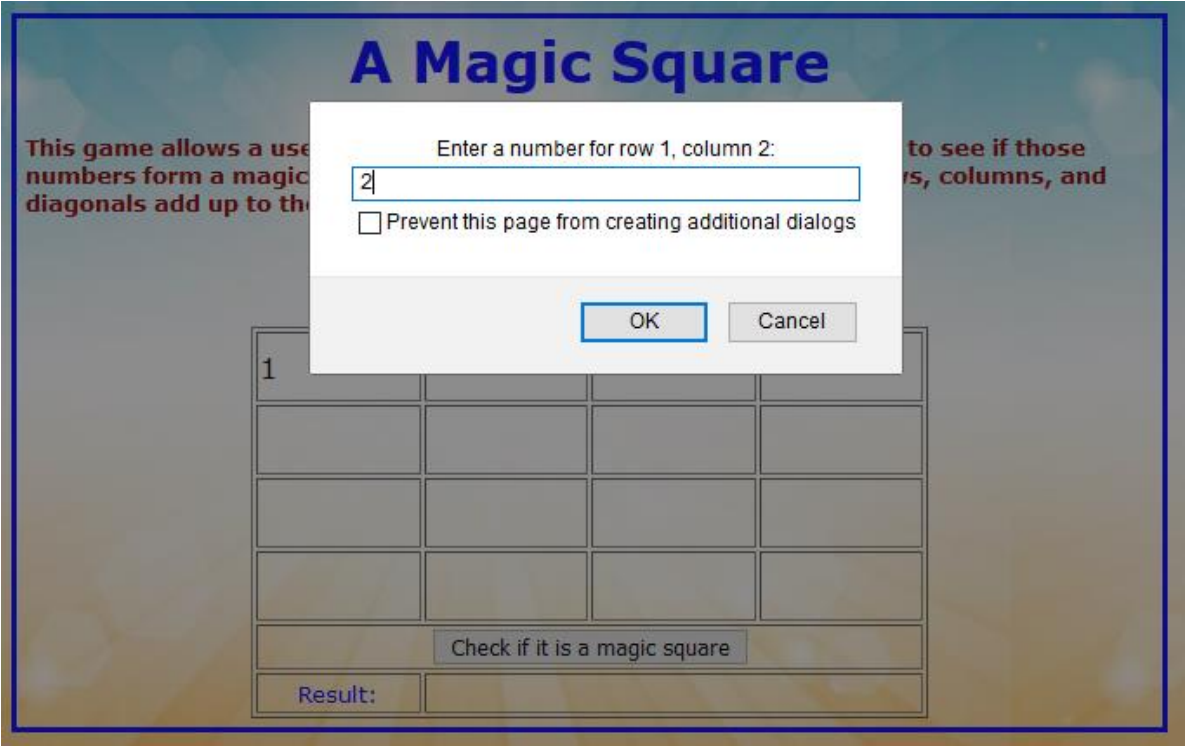 A Magic Square
This game allows a use
to see if those
numbers form a magic
s, columns, and
diagonals add up to th
Enter a number for row 1, column 2:
2
Prevent this page from creating additional dialogs
OK
Cancel
1
Check if it is a magic square
Result: